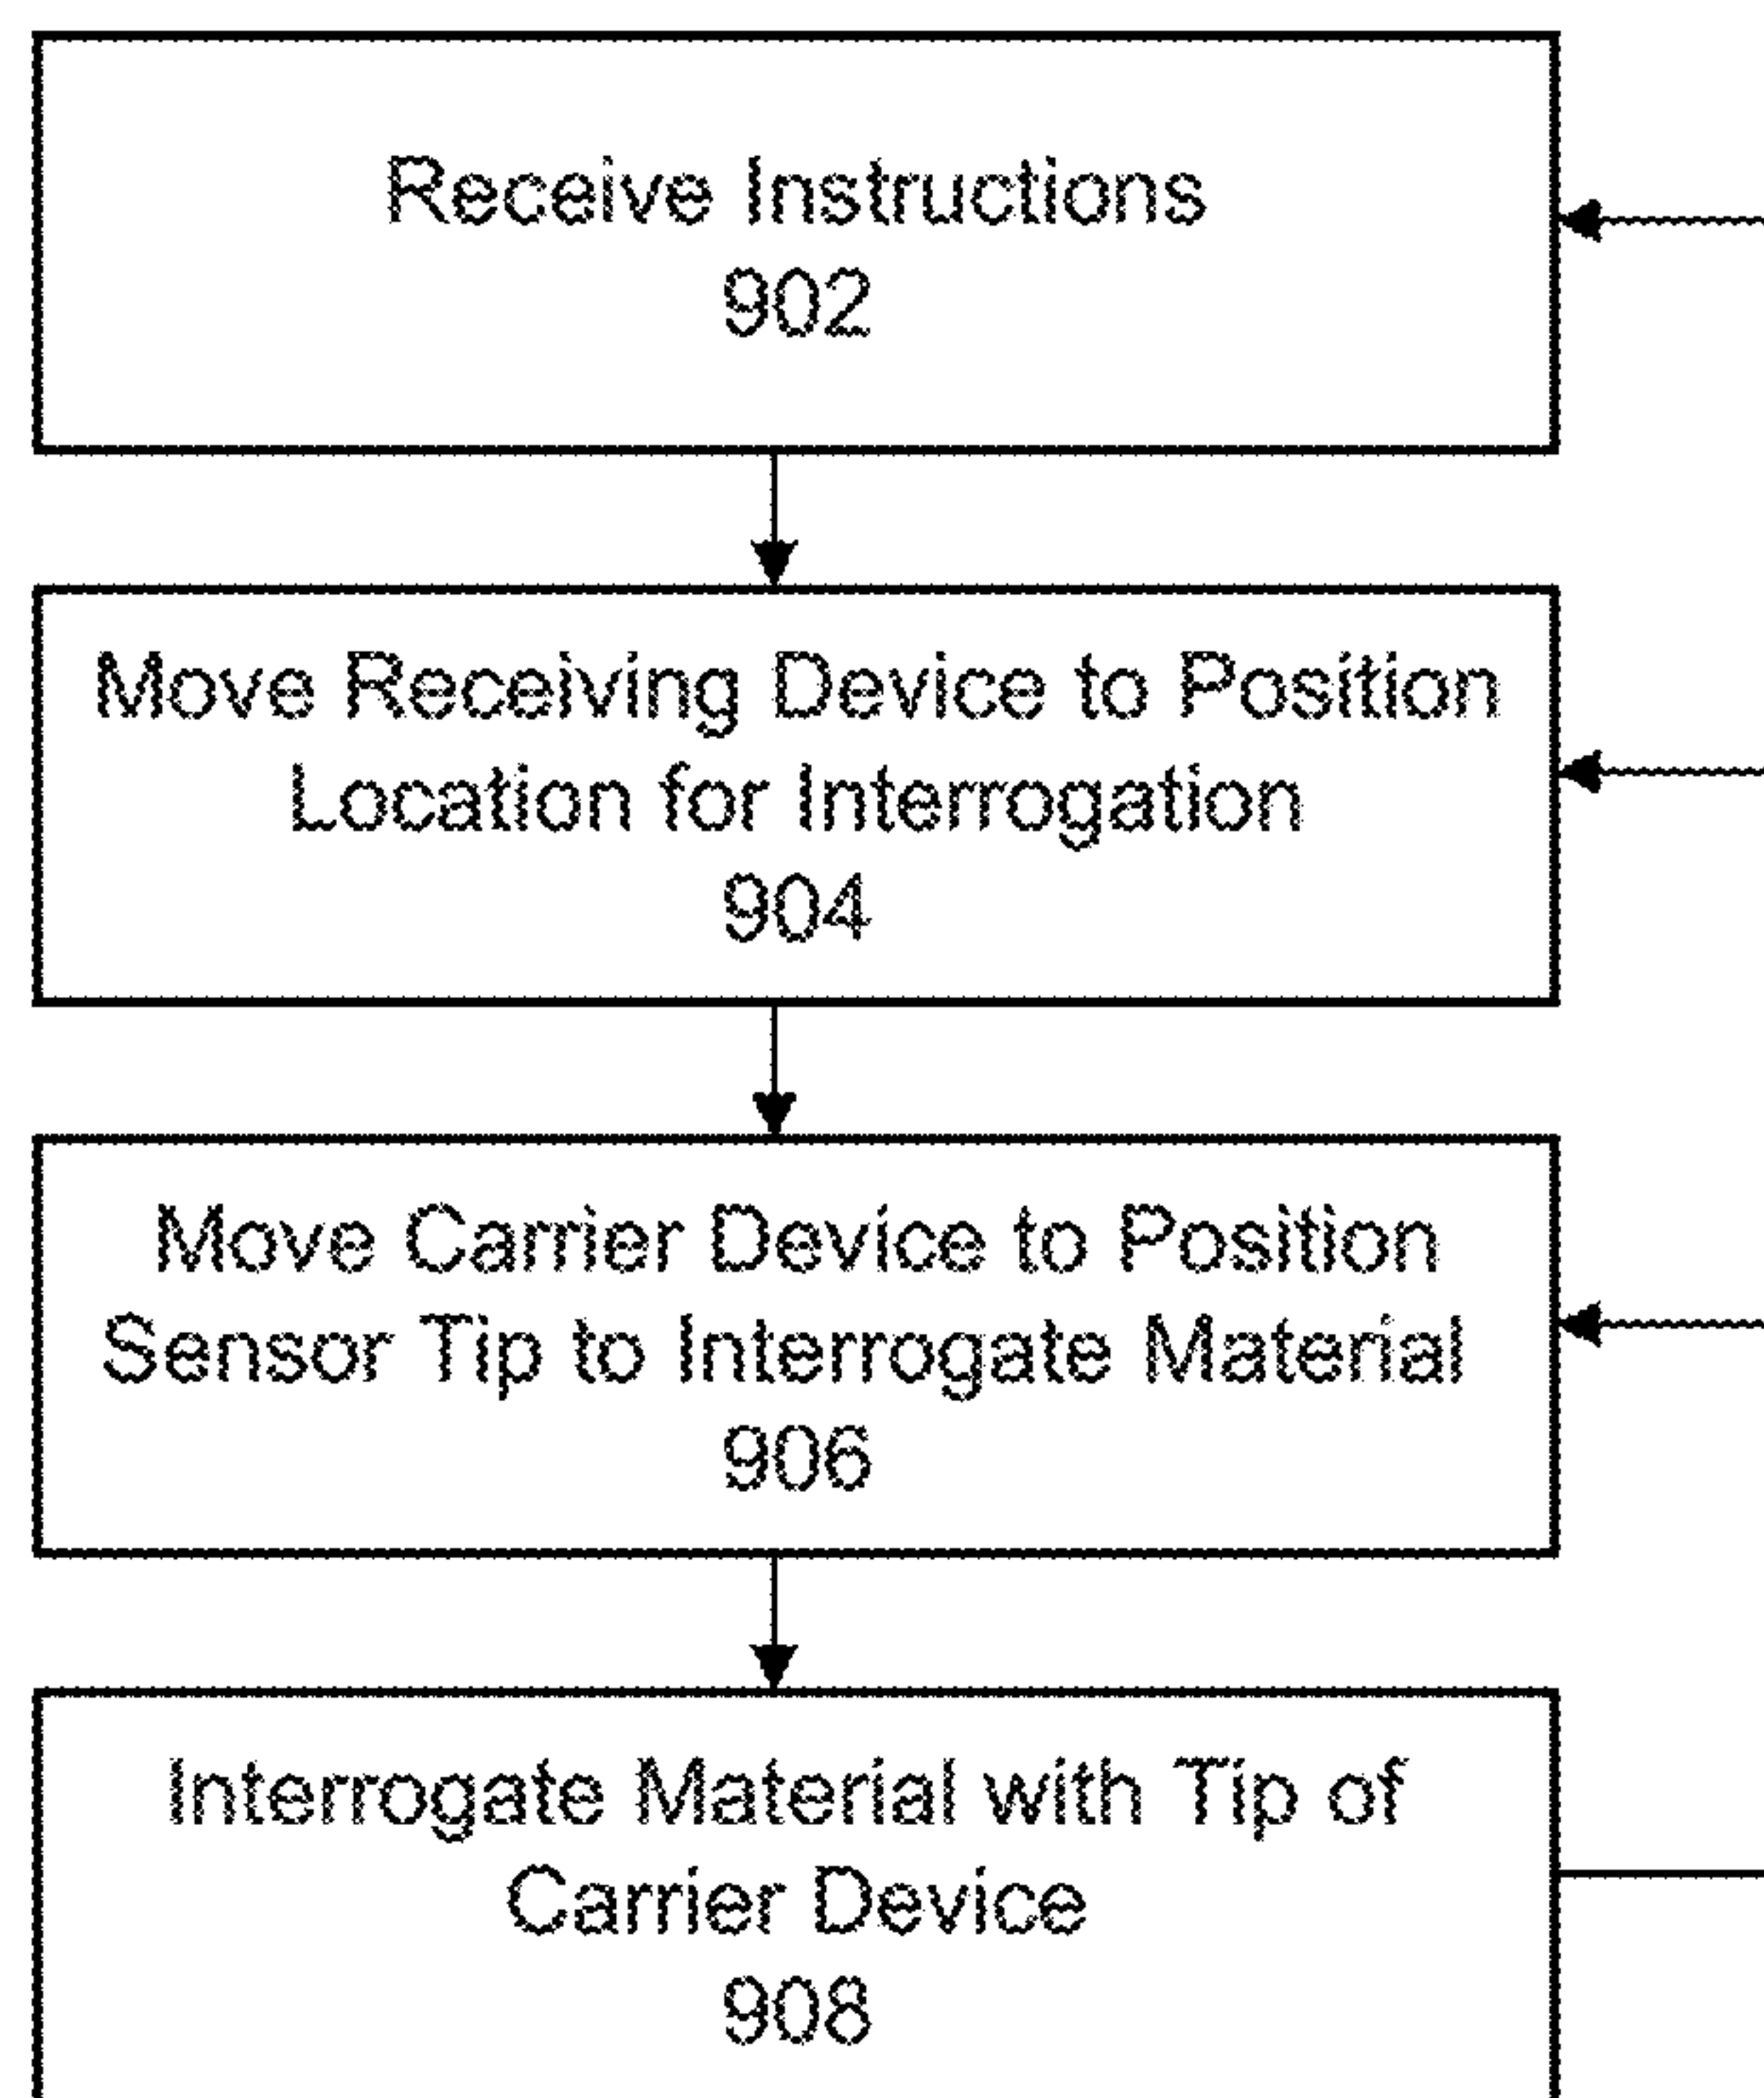 Receive Instructions
902
Move Receiving Device to Position
Location for Interrogation
904
Move Carrier Device to Position
Sensor Tip to Interrogate Material
906
Interrogate Material with Tip of
Carrier Device
908